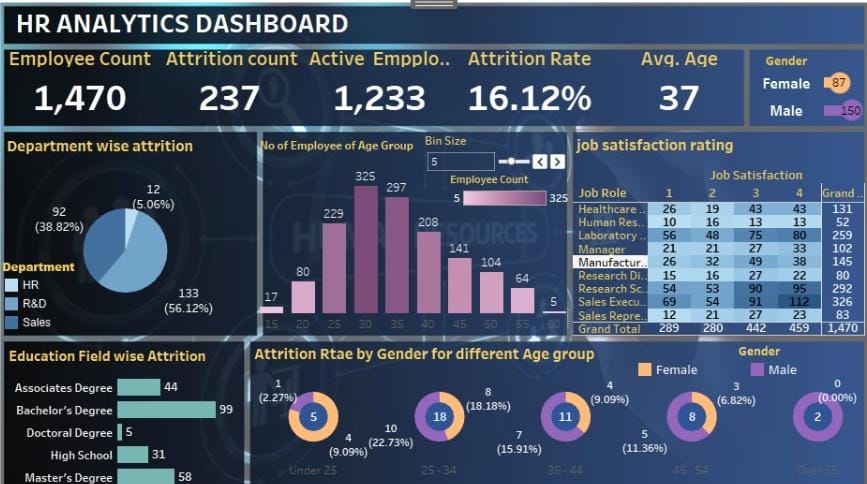 HR ANALYTICS DASHBOARD
Employee Count Attrition count Active Empplo.. Attrition Rate Avg. Age
1,470 237 1,233 16.12% 37
Gender
Female 87
Male 150
Department wise attrition
12
(5.06%)
92
(38.82%)
133
(56.12%)
Department
HR
R&D
Sales
No of Employee of Age Group
Bin Size
5
Employee Count
5 325
17 80 229 325 297 208 141 104 64 5
15 20 25 30 35 40 45 50 55 60
HR RESOURCES
job satisfaction rating
Job Satisfaction
Job Role 1 2 3 4 Grand ..
Healthcare .. 26 19 43 43 131
Human Res.. 10 16 13 13 52
Laboratory .. 56 48 75 80 259
Manager 21 21 27 33 102
Manufactur.. 26 32 49 38 145
Research Di.. 15 16 27 22 80
Research Sc.. 54 53 90 95 292
Sales Execu.. 69 54 91 112 326
Sales Repre.. 12 21 27 23 83
Grand Total 289 280 442 459 1,470
Education Field wise Attrition
Associates Degree 44
Bachelor's Degree 99
Doctoral Degree 5
High School 31
Master's Degree 58
Attrition Rtae by Gender for different Age group
Gender
Female
Male
1
(2.27%)
5
4
(9.09%)
Under 25
8
(18.18%)
18
10
(22.73%)
25 - 34
4
(9.09%)
11
7
(15.91%)
35 - 44
3
(6.82%)
8
5
(11.36%)
45 - 54
0
(0.00%)
2
Over 55